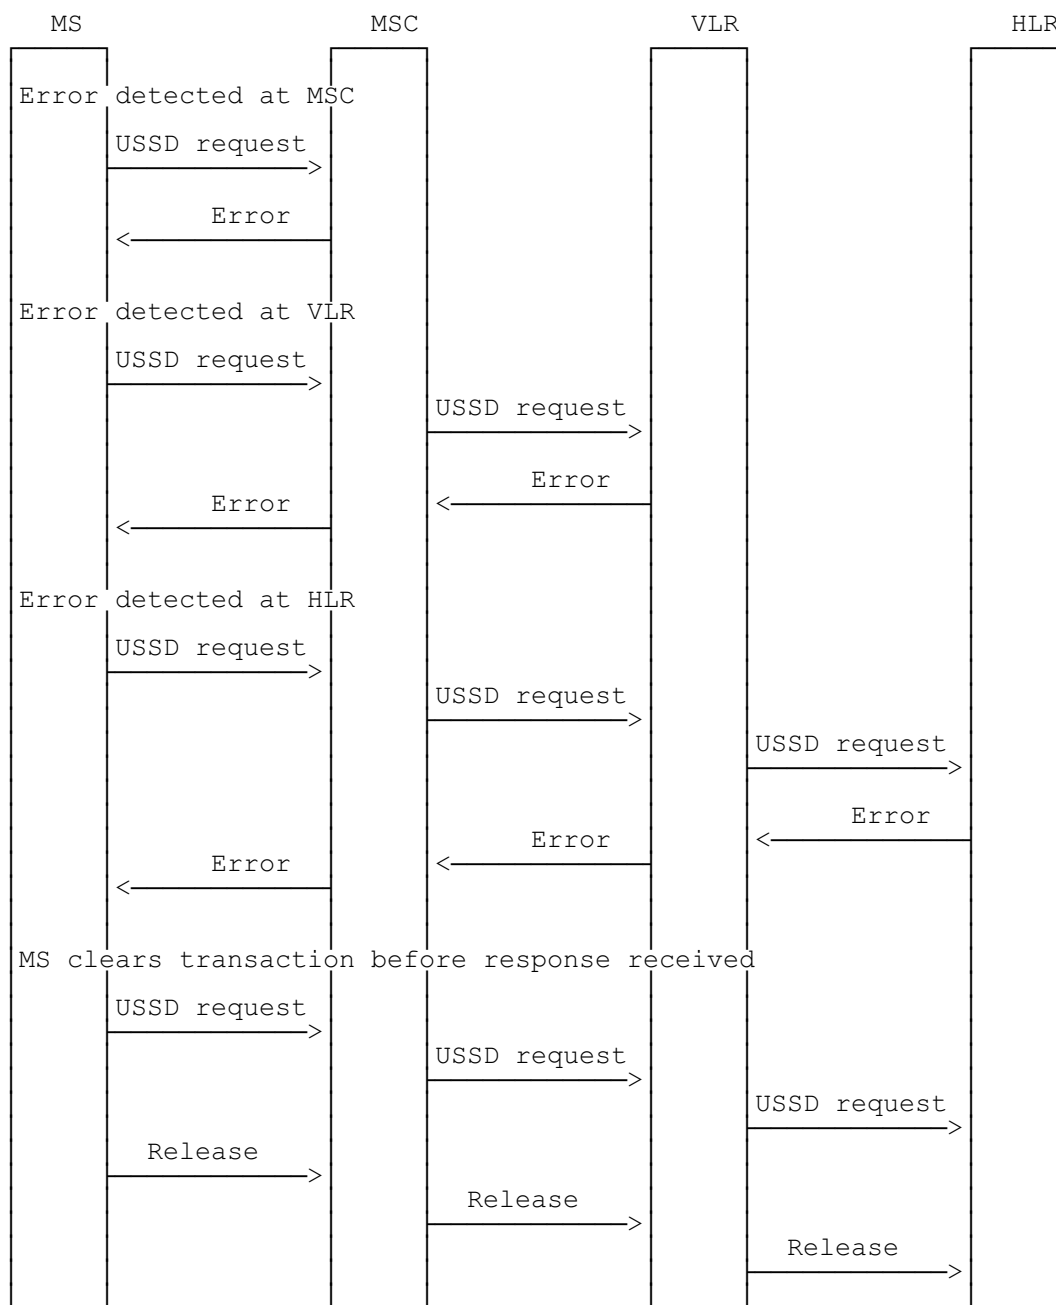 MS MSC VLR HLR
Error detected at MSC
USSD request
Error
Error detected at VLR
USSD request
USSD request
Error
Error
Error detected at HLR
USSD request
USSD request
USSD request
Error
Error
Error
MS clears transaction before response received
USSD request
USSD request
USSD request
Release
Release
Release